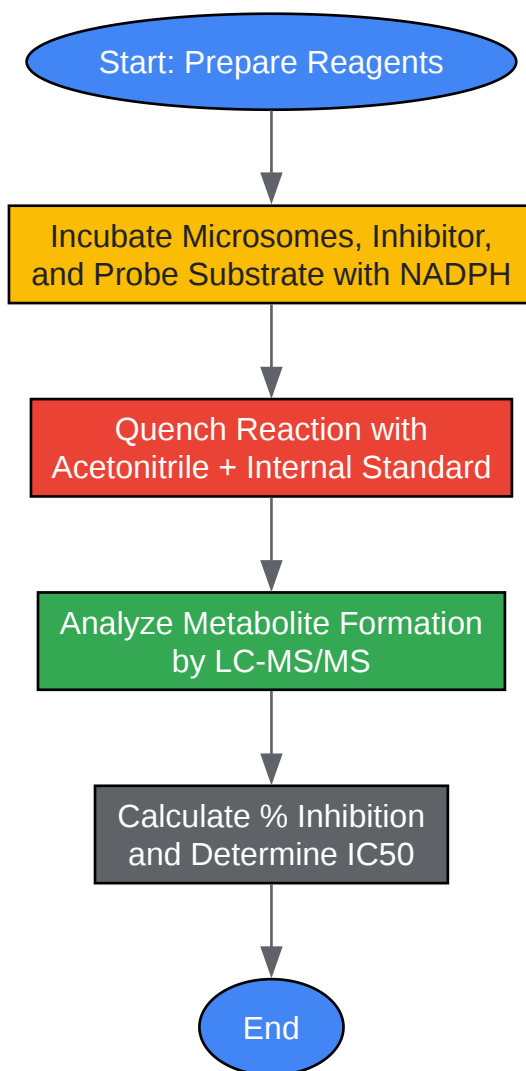 Start: Prepare Reagents
Incubate Microsomes, Inhibitor,
and Probe Substrate with NADPH
Quench Reaction with
Acetonitrile + Internal Standard
Analyze Metabolite Formation
by LC-MS/MS
Calculate % Inhibition
and Determine IC50
End